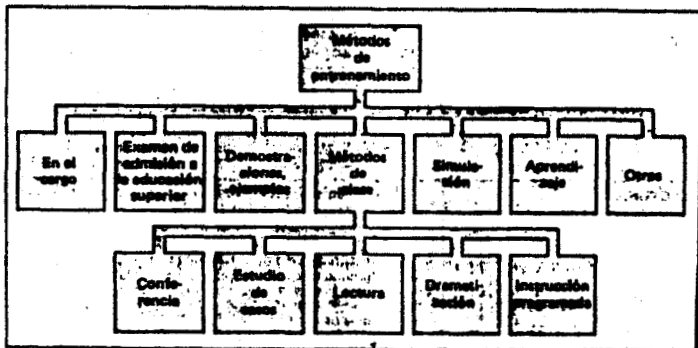 Métodos
de
entrenamiento
En el
cargo
Examen de
admisión a
la educación
superior
Demostra-
ciones,
ejemplos
Métodos
de
clase
Simula-
ción
Aprendi-
zaje
Otros
Confe-
rencia
Estudio
de
casos
Lectura
Dramati-
zación
Instrucción
programada